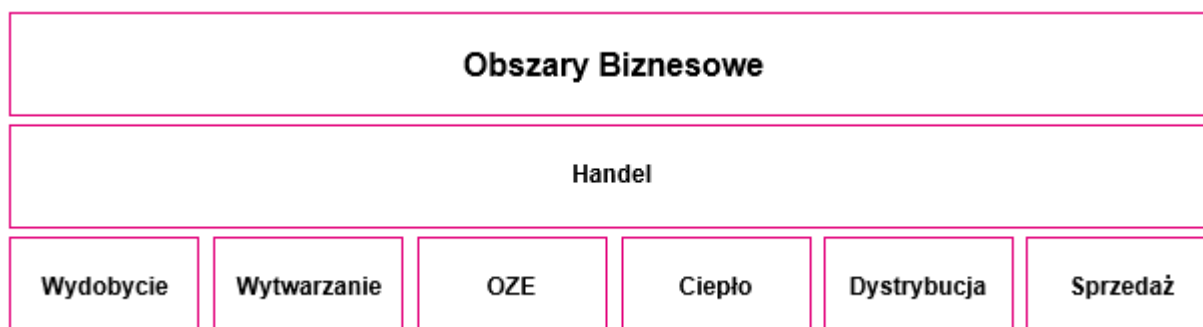 Obszary Biznesowe
Handel
Wydobycie
Wytwarzanie
OZE
Ciepło
Dystrybucja
Sprzedaż